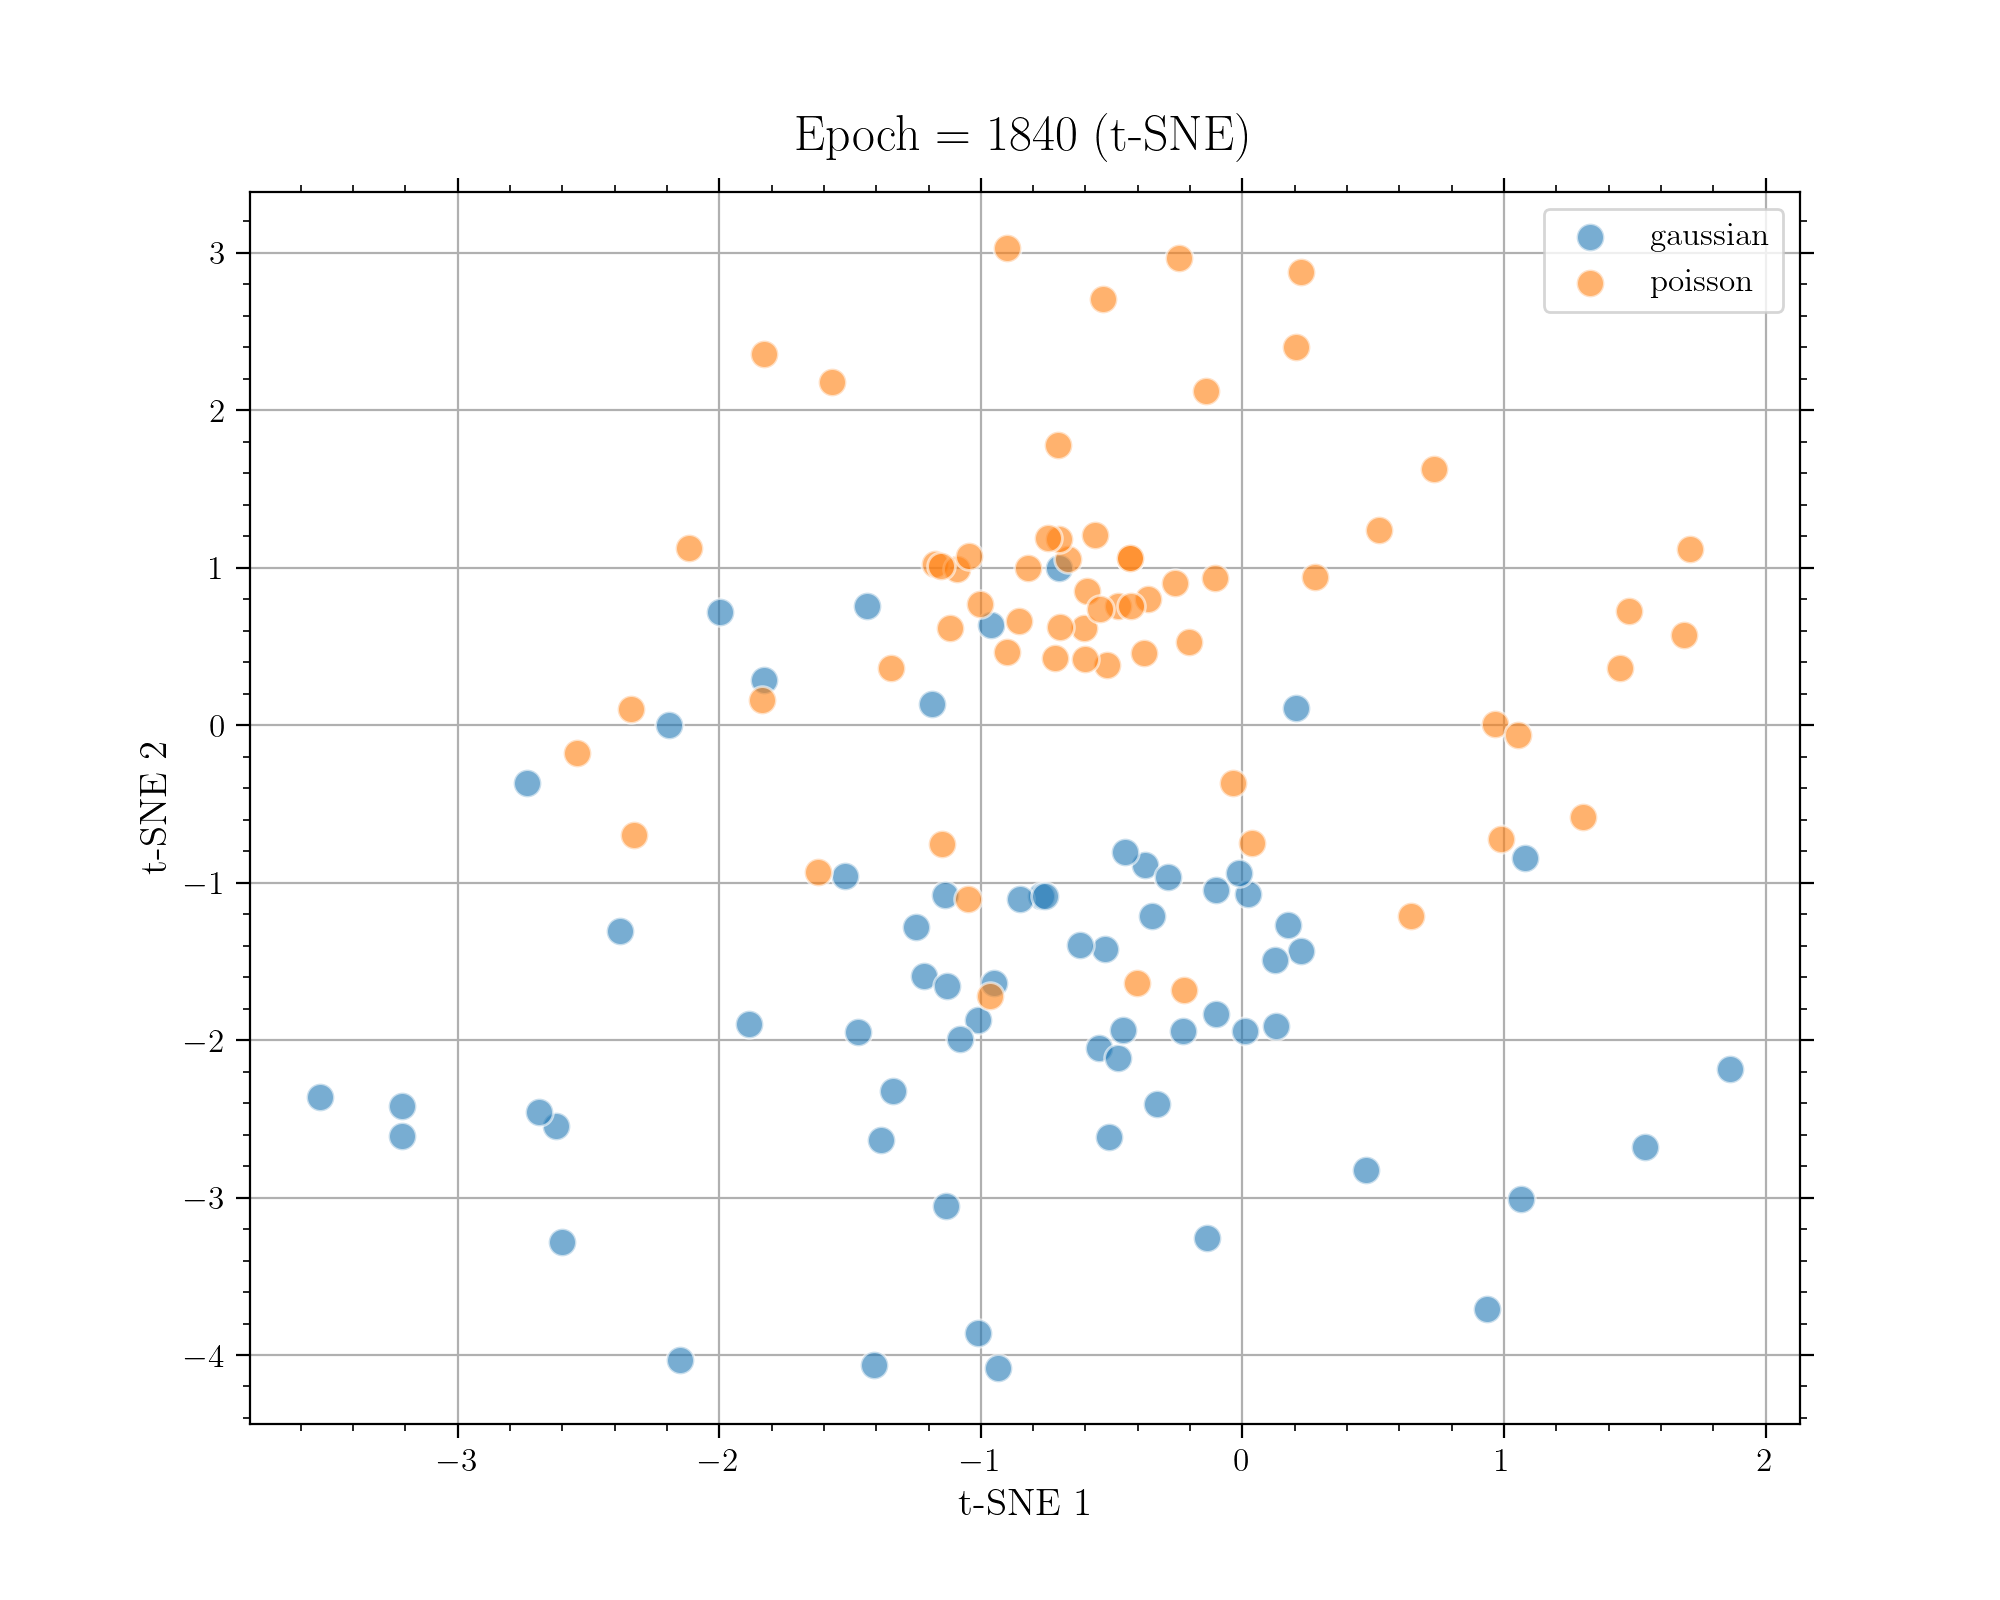 Epoch = 1840 (t-SNE)
gaussian
poisson
3
2
1
0
−1
−2
−3
−4
t-SNE 2
−3 −2 −1 0 1 2
t-SNE 1